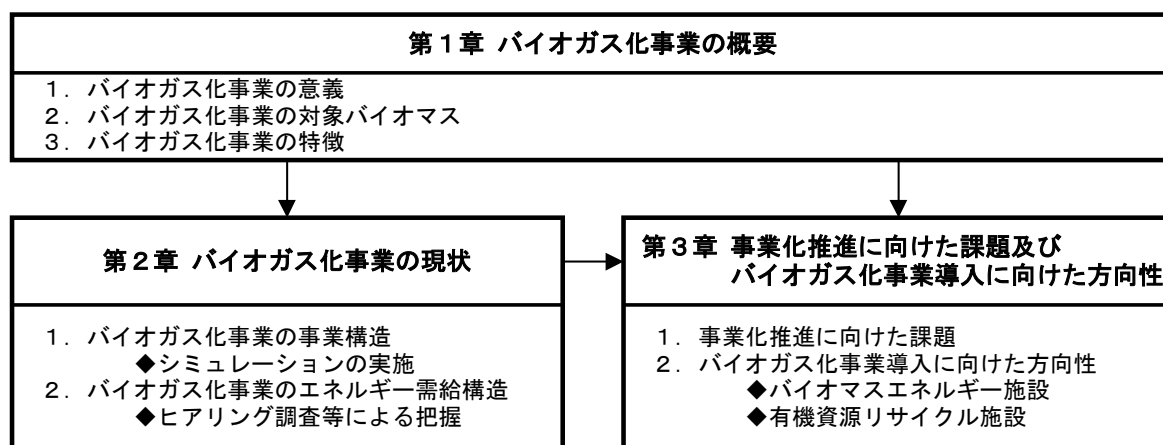 第１章 バイオガス化事業の概要
１．バイオガス化事業の意義
２．バイオガス化事業の対象バイオマス
３．バイオガス化事業の特徴
第２章 バイオガス化事業の現状
１．バイオガス化事業の事業構造
◆シミュレーションの実施
２．バイオガス化事業のエネルギー需給構造
◆ヒアリング調査等による把握
第３章 事業化推進に向けた課題及び
バイオガス化事業導入に向けた方向性
１．事業化推進に向けた課題
２．バイオガス化事業導入に向けた方向性
◆バイオマスエネルギー施設
◆有機資源リサイクル施設